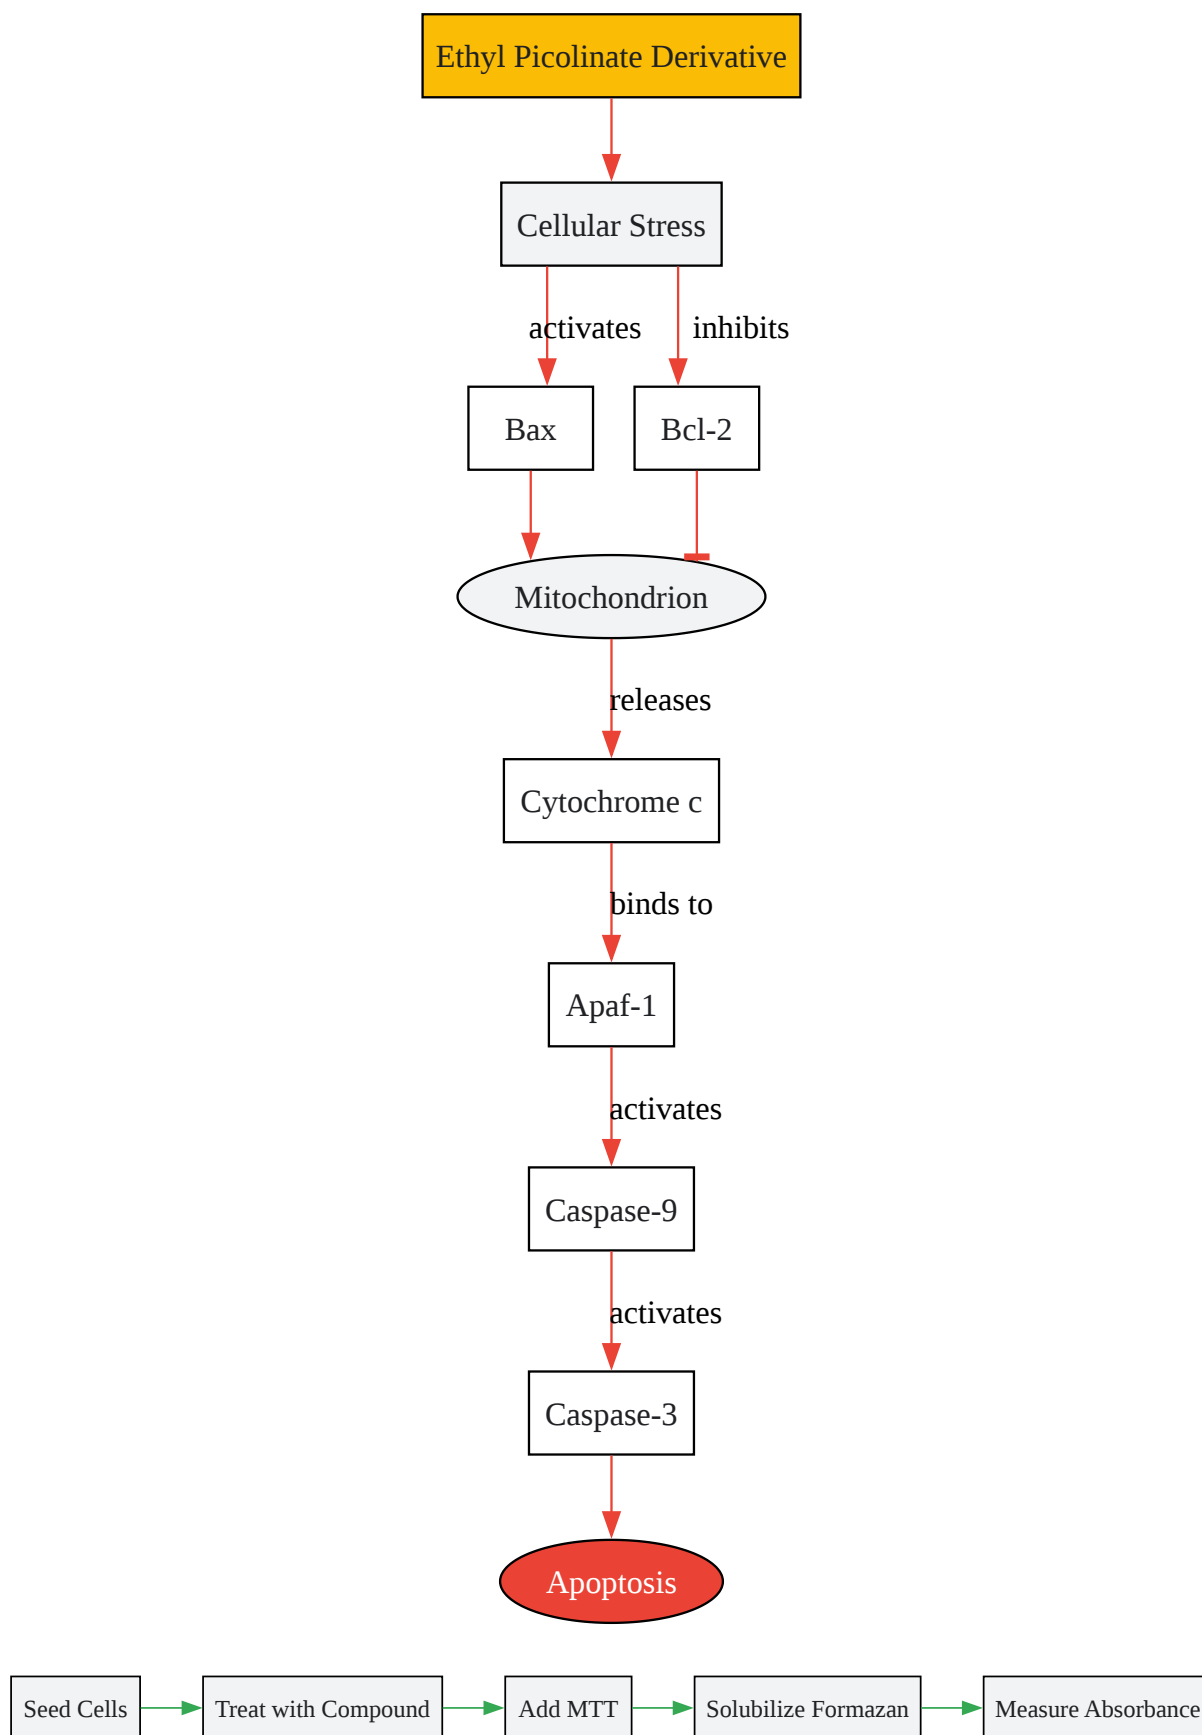 Ethyl Picolinate Derivative
Cellular Stress
activates
inhibits
Bax
Bcl-2
Mitochondrion
releases
Cytochrome c
binds to
Apaf-1
activates
Caspase-9
activates
Caspase-3
Apoptosis
Seed Cells
Treat with Compound
Add MTT
Solubilize Formazan
Measure Absorbance